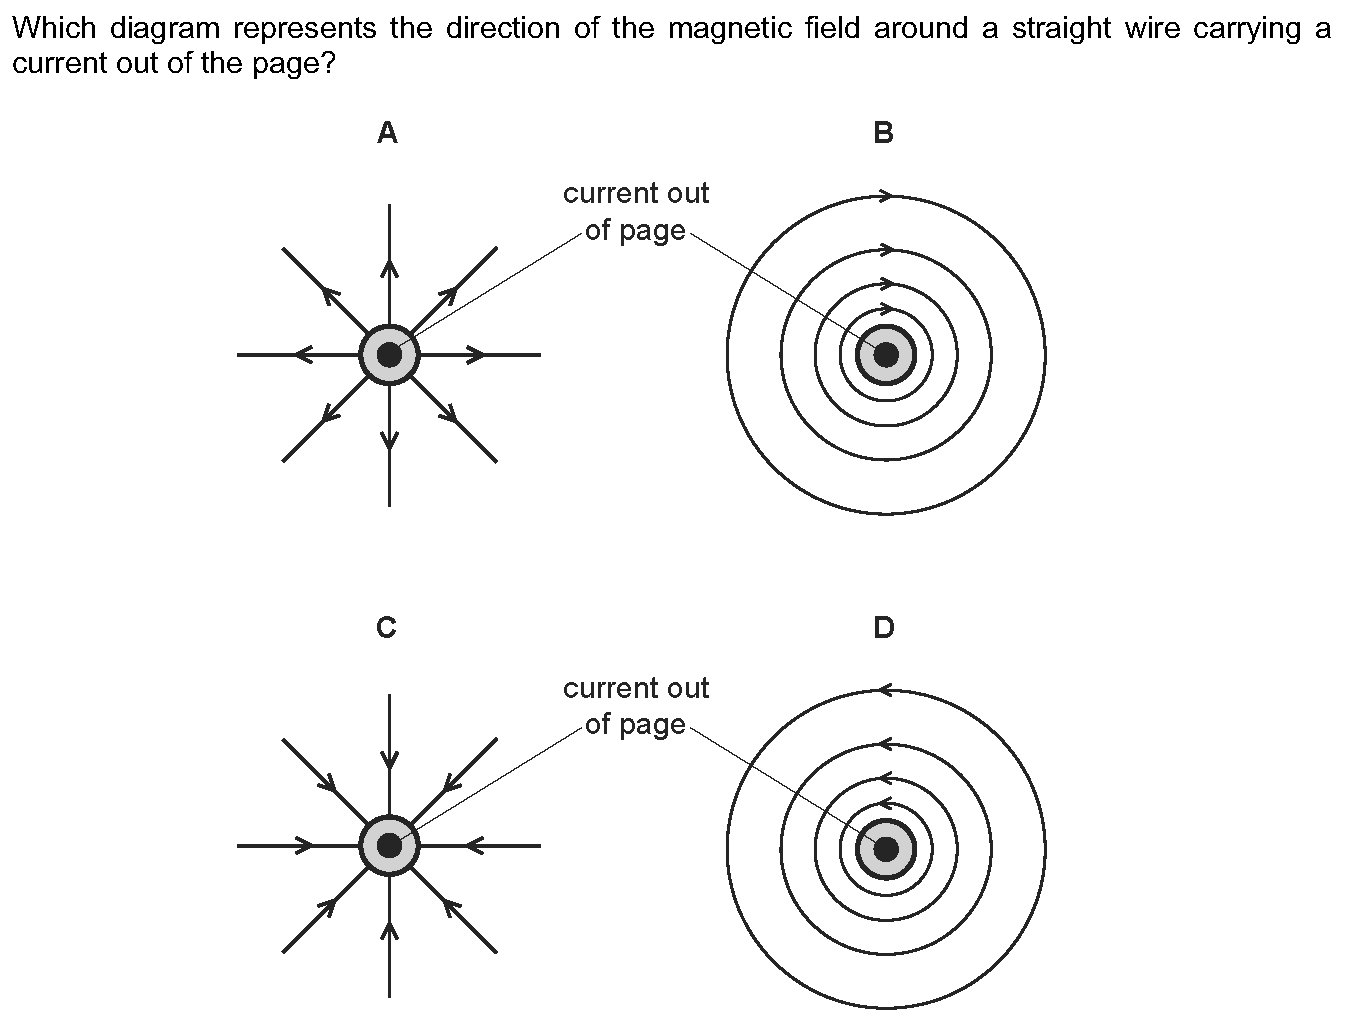 Which diagram represents the direction of the magnetic field around a straight wire carrying a
current out of the page?
A
B
current out
of page
C
D
current out
of page